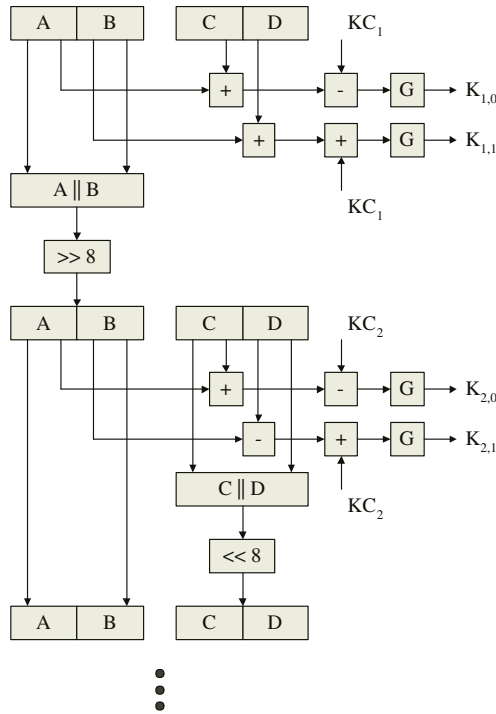 A B C D KC₁
+ - G K₁,₀
+ + G K₁,₁
A || B KC₁
>> 8
A B C D KC₂
+ - G K₂,₀
- + G K₂,₁
C || D KC₂
<< 8
A B C D